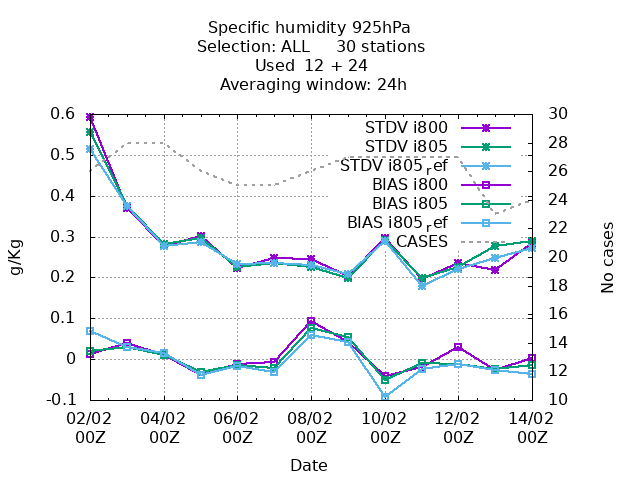 Specific humidity 925hPa
Selection: ALL 30 stations
Used 12 + 24
Averaging window: 24h
0.6
0.5
0.4
0.3
0.2
0.1
0
-0.1
g/Kg
STDV i800
STDV i805
STDV i805ref
BIAS i800
BIAS i805
BIAS i805ref
CASES
30
28
26
24
22
20
18
16
14
12
10
No cases
02/02 04/02 06/02 08/02 10/02 12/02 14/02
00Z 00Z 00Z 00Z 00Z 00Z 00Z
Date